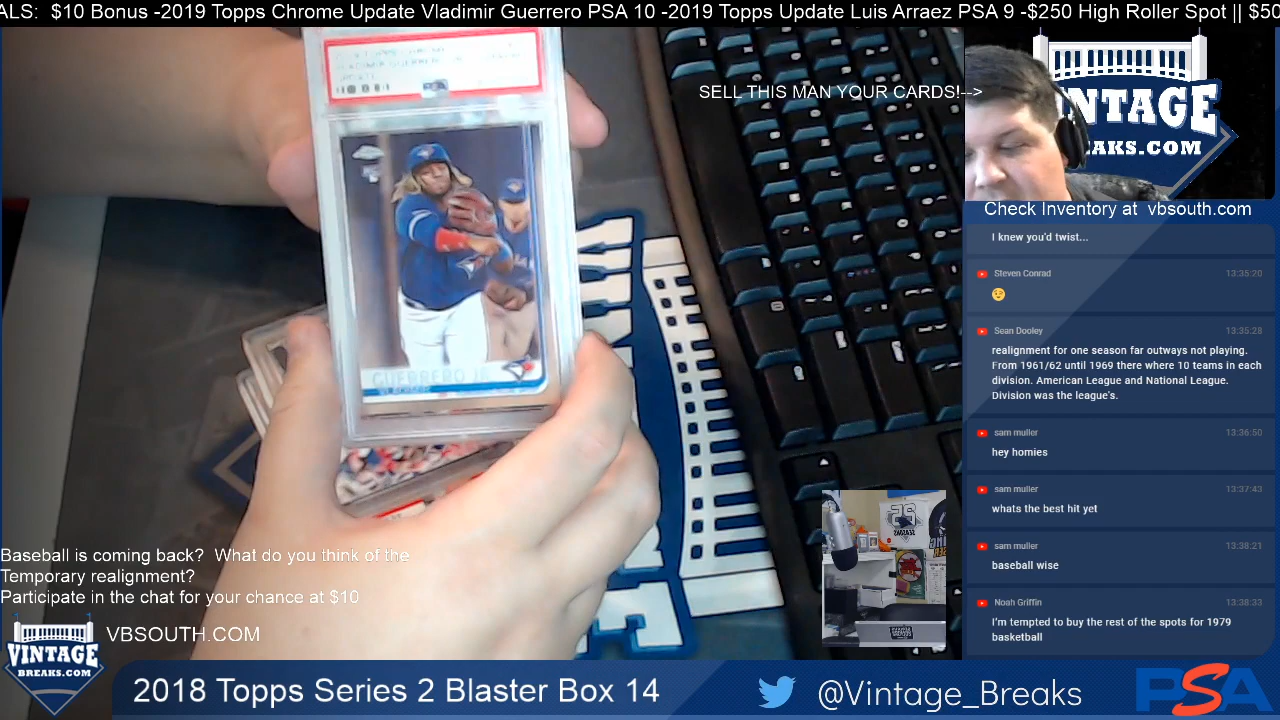 ALS: $10 Bonus -2019 Topps Chrome Update Vladimir Guerrero PSA 10 -2019 Topps Update Luis Arraez PSA 9 -$250 High Roller Spot || $50
SELL THIS MAN YOUR CARDS!-->
VINTAGE
BREAKS.COM
Check Inventory at vbsouth.com
I knew you'd twist...
Steven Conrad 13:35:20
😉
Sean Dooley 13:35:28
realignment for one season far outways not playing.
From 1961/62 until 1969 there where 10 teams in each
division. American League and National League.
Division was the league's.
sam muller 13:36:50
hey homies
sam muller 13:37:43
whats the best hit yet
sam muller 13:38:21
baseball wise
Noah Griffin 13:38:33
I'm tempted to buy the rest of the spots for 1979
basketball
PSA
GUERRERO JR.
Baseball is coming back? What do you think of the
Temporary realignment?
Participate in the chat for your chance at $10
VBSOUTH.COM
VINTAGE
BREAKS.COM
2018 Topps Series 2 Blaster Box 14
@Vintage_Breaks
PSA